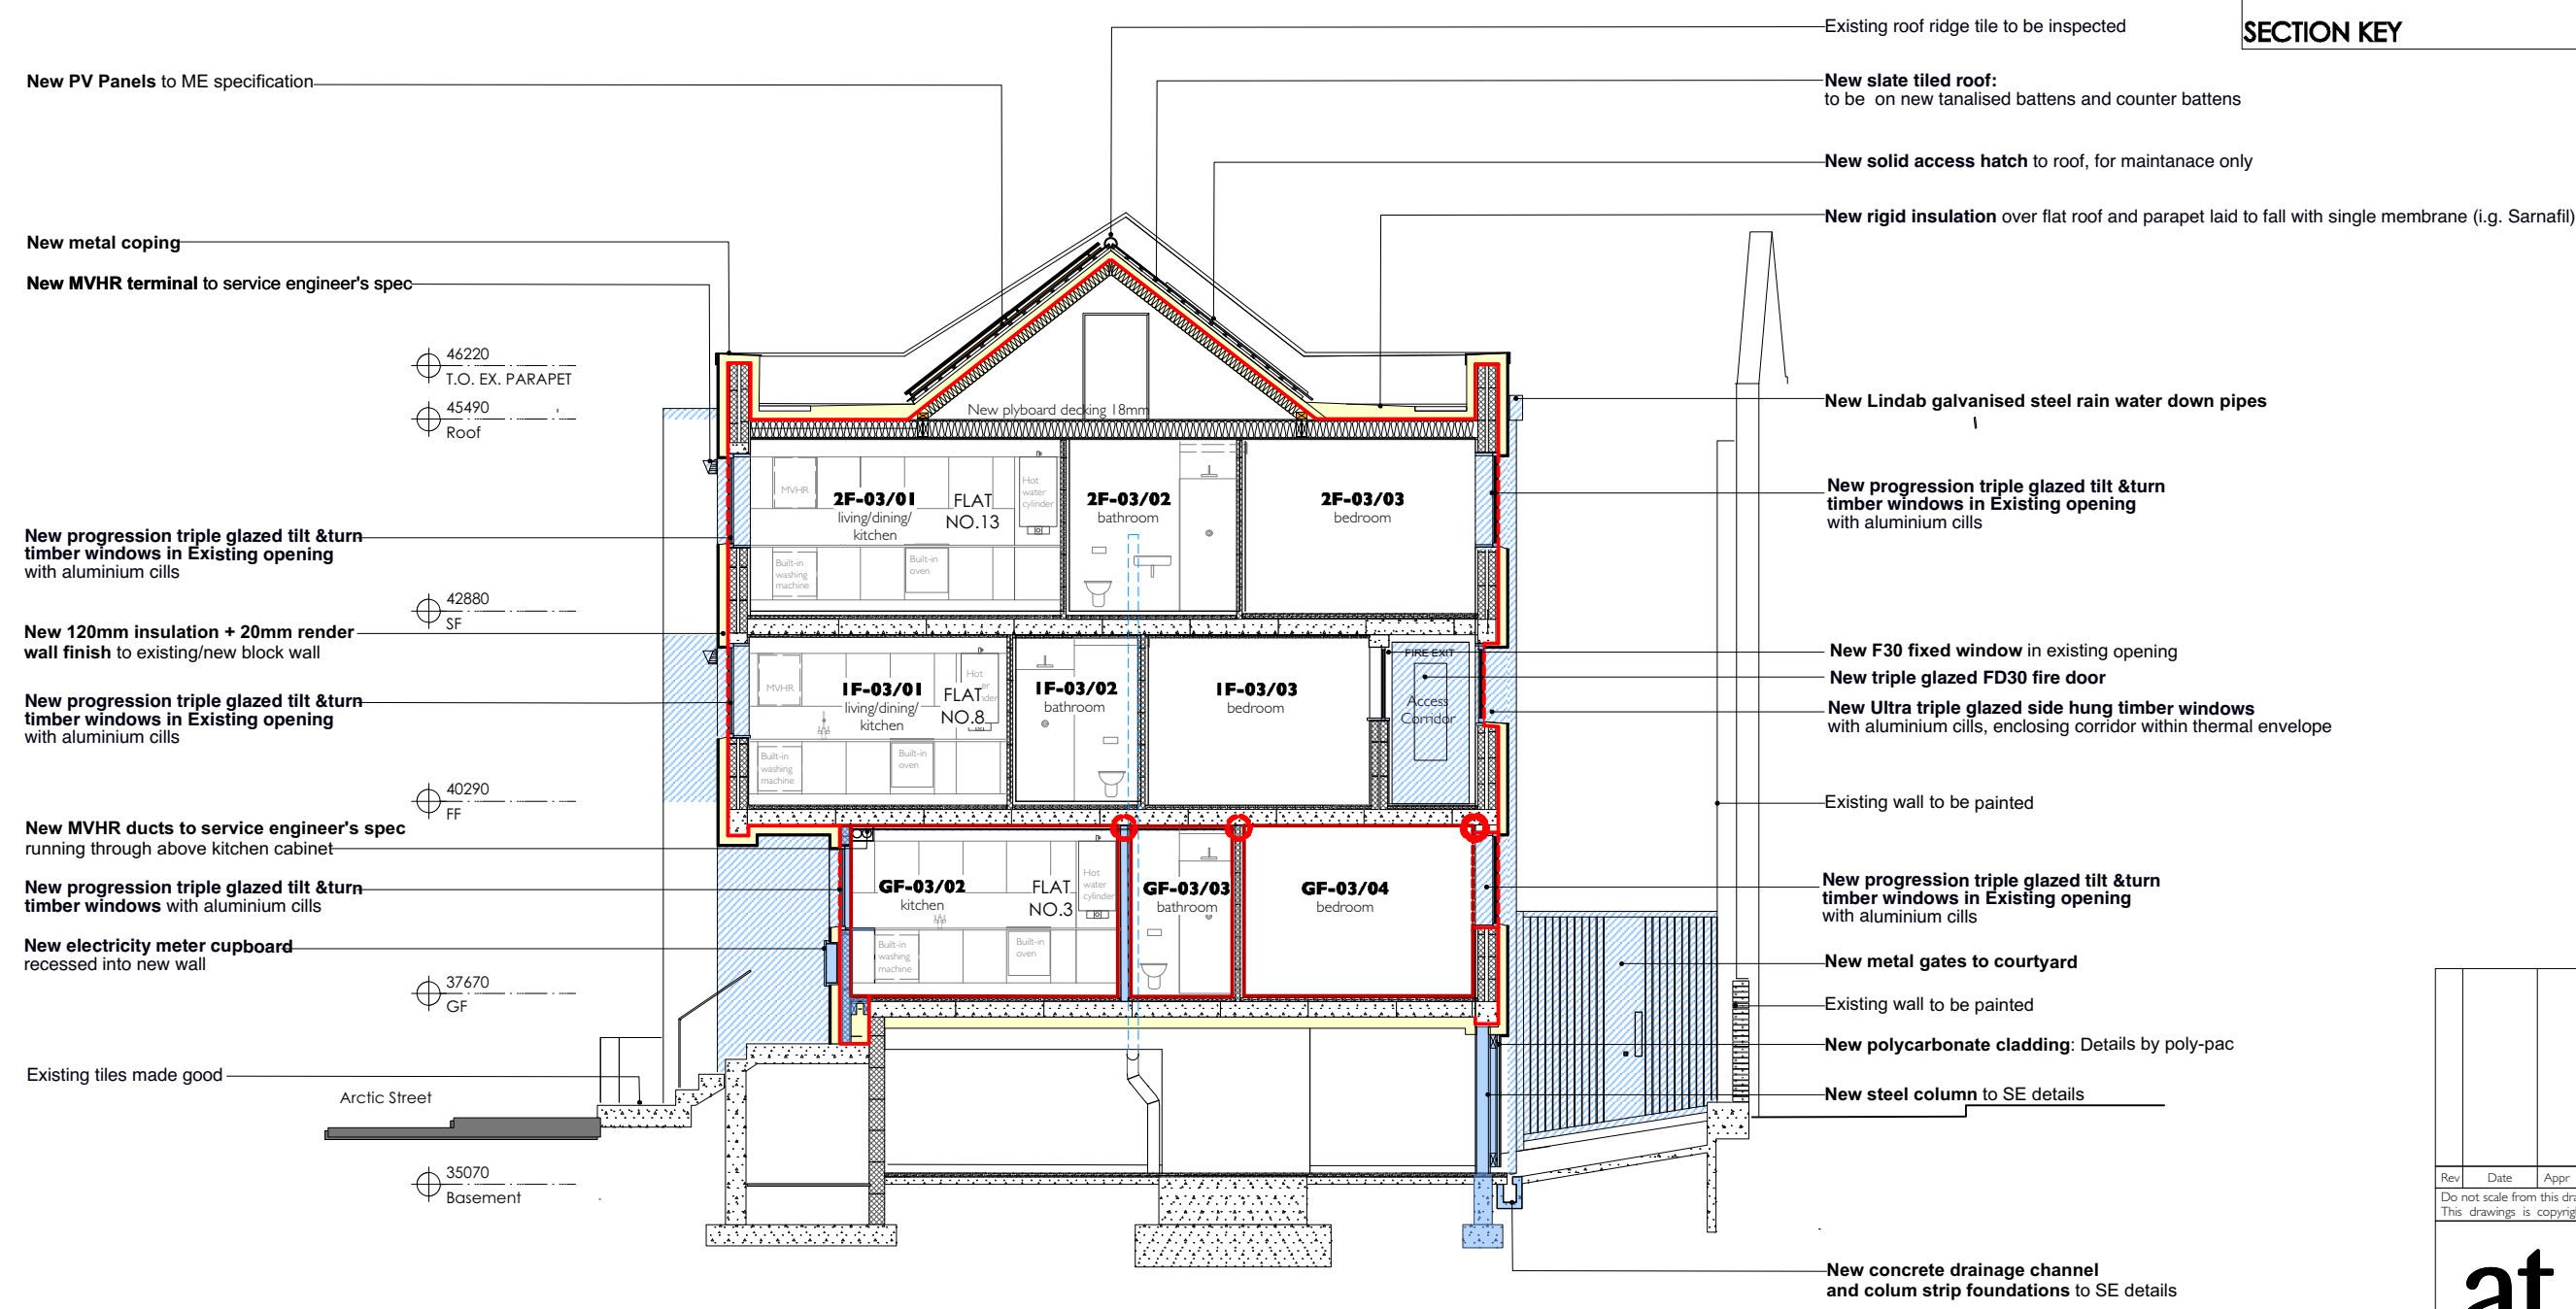 Existing roof ridge tile to be inspected
SECTION KEY
New PV Panels to ME specification
New slate tiled roof:
to be on new tanalised battens and counter battens
New solid access hatch to roof, for maintanace only
New rigid insulation over flat roof and parapet laid to fall with single membrane (i.g. Sarnafil)
New metal coping
New MVHR terminal to service engineer's spec
46220
T.O. EX. PARAPET
45490
Roof
New plyboard decking 18mm
New Lindab galvanised steel rain water down pipes
MVHR
2F-03/01
living/dining/
kitchen
FLAT
NO.13
Hot
water
cylinder
2F-03/02
bathroom
2F-03/03
bedroom
New progression triple glazed tilt &turn
timber windows in Existing opening
with aluminium cills
New progression triple glazed tilt &turn
timber windows in Existing opening
with aluminium cills
Built-in
washing
machine
Built-in
oven
42880
SF
New 120mm insulation + 20mm render
wall finish to existing/new block wall
New F30 fixed window in existing opening
New triple glazed FD30 fire door
New Ultra triple glazed side hung timber windows
with aluminium cills, enclosing corridor within thermal envelope
FIRE EXIT
Access
Corridor
MVHR
1F-03/01
living/dining/
kitchen
FLAT
NO.8
Hot
1F-03/02
bathroom
1F-03/03
bedroom
New progression triple glazed tilt &turn
timber windows in Existing opening
with aluminium cills
Built-in
washing
machine
Built-in
oven
40290
FF
Existing wall to be painted
New MVHR ducts to service engineer's spec
running through above kitchen cabinet
New progression triple glazed tilt &turn
timber windows with aluminium cills
GF-03/02
kitchen
FLAT
NO.3
Hot
water
cylinder
GF-03/03
bathroom
GF-03/04
bedroom
New progression triple glazed tilt &turn
timber windows in Existing opening
with aluminium cills
Built-in
washing
machine
Built-in
oven
New electricity meter cupboard
recessed into new wall
New metal gates to courtyard
37670
GF
Existing wall to be painted
New polycarbonate cladding: Details by poly-pac
Existing tiles made good
Arctic Street
New steel column to SE details
35070
Basement
Rev Date Appr
Do not scale from this
This drawings is
New concrete drainage channel
and colum strip foundations to SE details
at